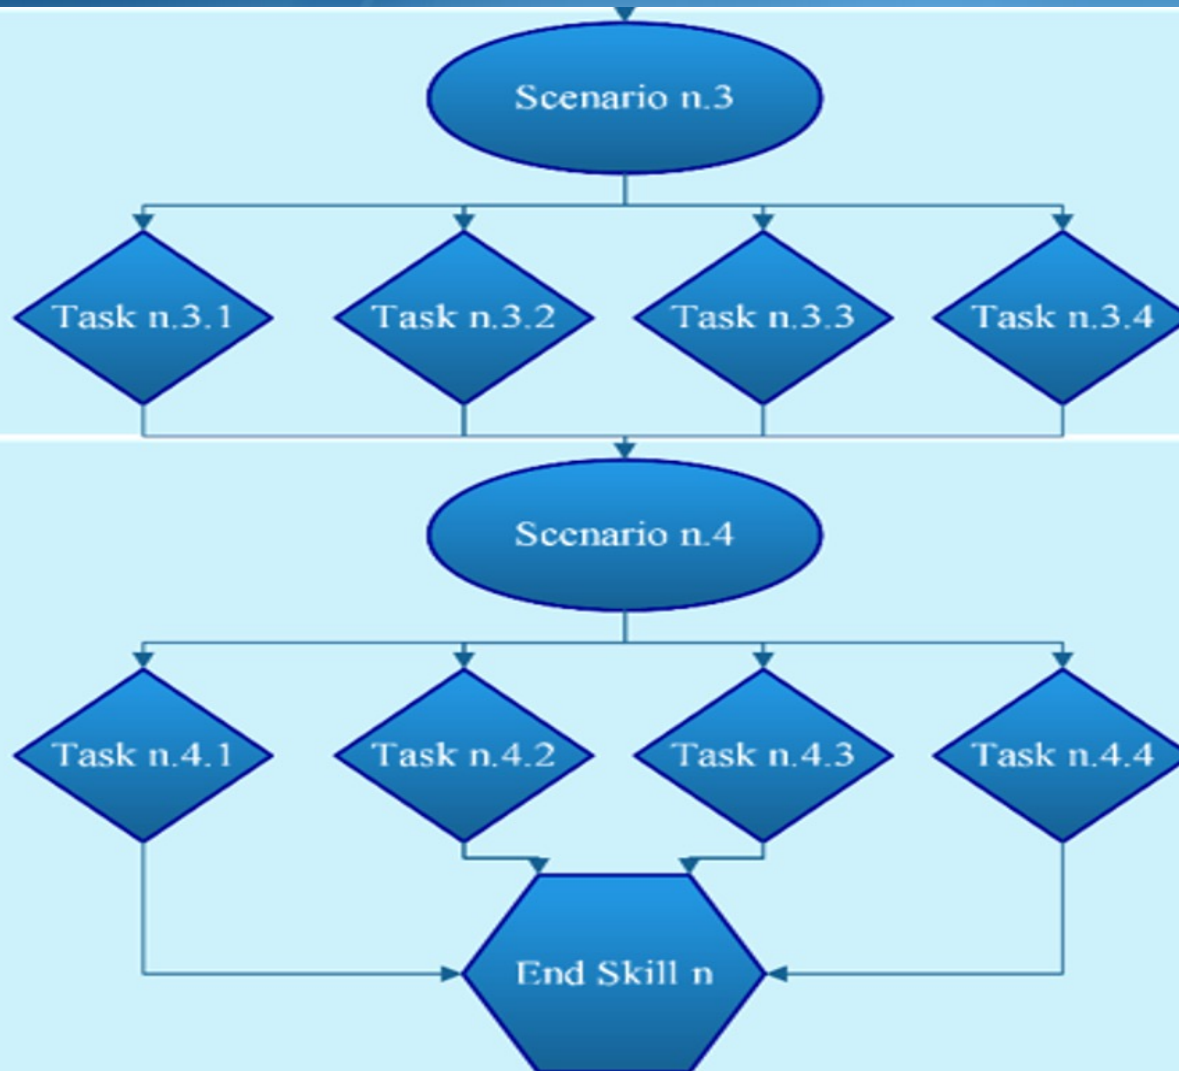 Scenario n.3
Task n.3.1
Task n.3.2
Task n.3.3
Task n.3.4
Scenario n.4
Task n.4.1
Task n.4.2
Task n.4.3
Task n.4.4
End Skill n